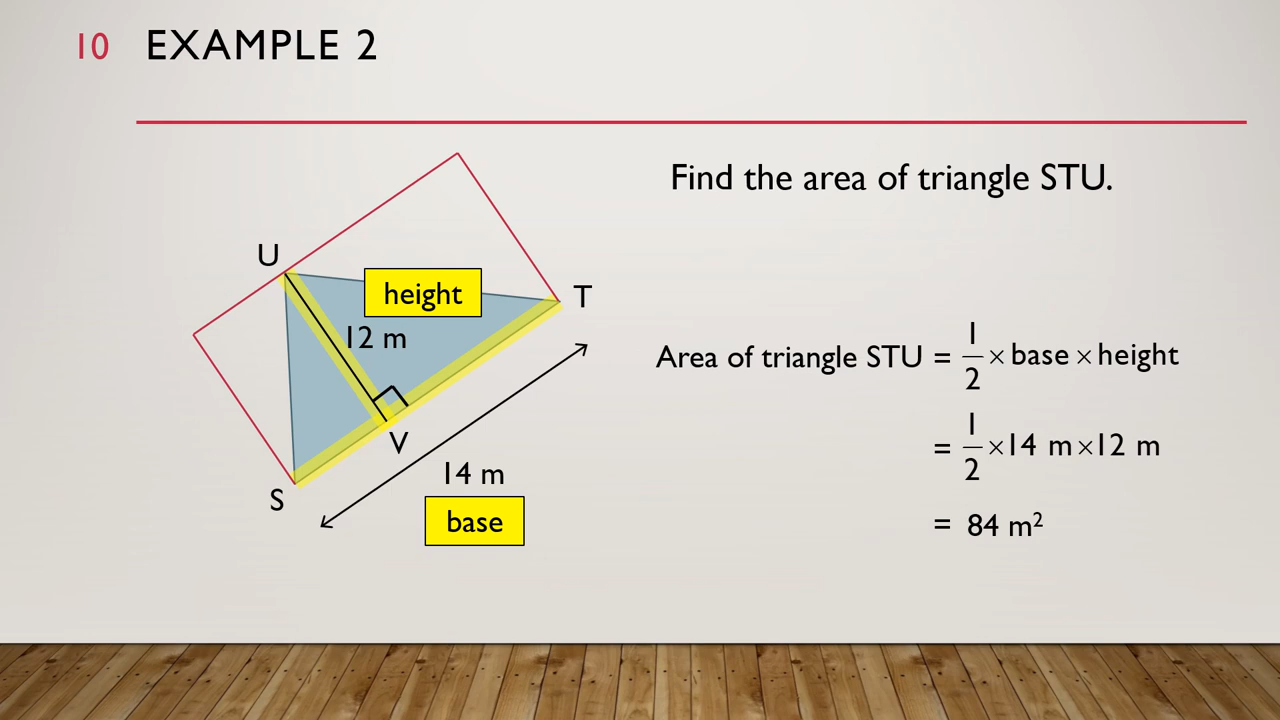 10 EXAMPLE 2
Find the area of triangle STU.
U
height
T
12 m
V
S
14 m
base
Area of triangle STU = 1/2 × base × height
= 1/2 × 14 m × 12 m
= 84 m²